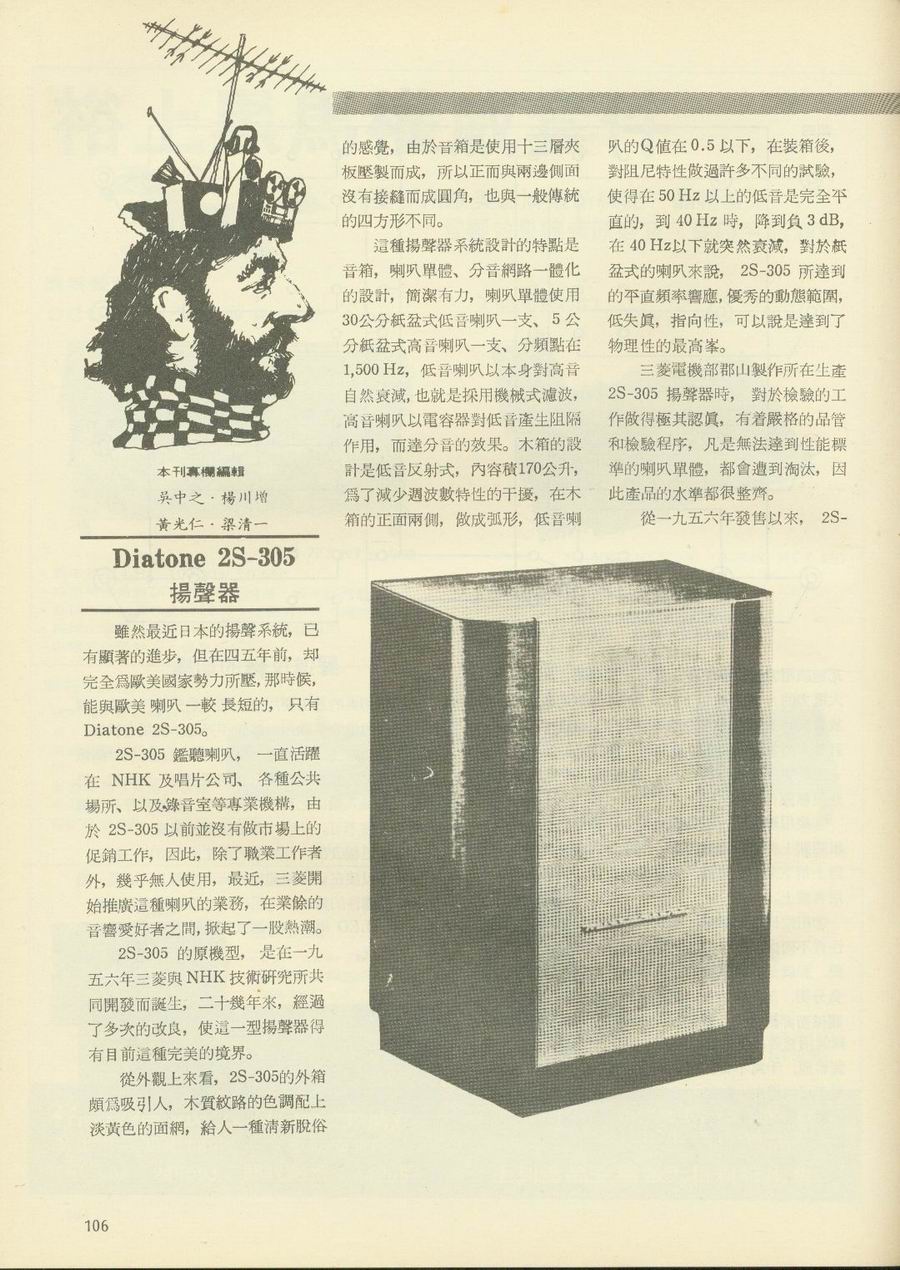 本刊專欄編輯
吳中之·楊川增
黃光仁·梁清一
Diatone 2S-305
揚聲器
雖然最近日本的揚聲系統，已
有顯著的進步，但在四五年前，却
完全爲歐美國家勢力所壓，那時候，
能與歐美喇叭一較長短的，只有
Diatone 2S-305。
2S-305 鑑聽喇叭，一直活躍
在 NHK 及唱片公司、各種公共
場所、以及錄音室等專業機構，由
於 2S-305 以前並沒有做市場上的
促銷工作，因此，除了職業工作者
外，幾乎無人使用，最近，三菱開
始推廣這種喇叭的業務，在業餘的
音響愛好者之間，掀起了一股熱潮。
2S-305 的原機型，是在一九
五六年三菱與 NHK 技術硏究所共
同開發而誕生，二十幾年來，經過
了多次的改良，使這一型揚聲器得
有目前這種完美的境界。
從外觀上來看，2S-305的外箱
頗爲吸引人，木質紋路的色調配上
淡黃色的面網，給人一種淸新脫俗
的感覺，由於音箱是使用十三層夾
板壓製而成，所以正面與兩邊側面
沒有接縫而成圓角，也與一般傳統
的四方形不同。
這種揚聲器系統設計的特點是
音箱，喇叭單體、分音網路一體化
的設計，簡潔有力，喇叭單體使用
30公分紙盆式低音喇叭一支、5 公
分紙盆式高音喇叭一支、分頻點在
1,500 Hz，低音喇叭以本身對高音
自然衰減，也就是採用機械式濾波，
高音喇叭以電容器對低音產生阻隔
作用，而達分音的效果。木箱的設
計是低音反射式，內容積170公升，
爲了減少週波數特性的干擾，在木
箱的正面兩側，做成弧形，低音喇
叭的Q値在 0.5 以下，在裝箱後，
對阻尼特性做過許多不同的試驗，
使得在 50 Hz 以上的低音是完全平
直的，到 40 Hz 時，降到負 3 dB，
在 40 Hz以下就突然衰減，對於紙
盆式的喇叭來說，2S-305 所達到
的平直頻率響應，優秀的動態範圍，
低失眞，指向性，可以說是達到了
物理性的最高峯。
三菱電機部郡山製作所在生產
2S-305 揚聲器時，對於檢驗的工
作做得極其認眞，有着嚴格的品管
和檢驗程序，凡是無法達到性能標
準的喇叭單體，都會遭到淘汰，因
此產品的水準都很整齊。
從一九五六年發售以來，2S-
106